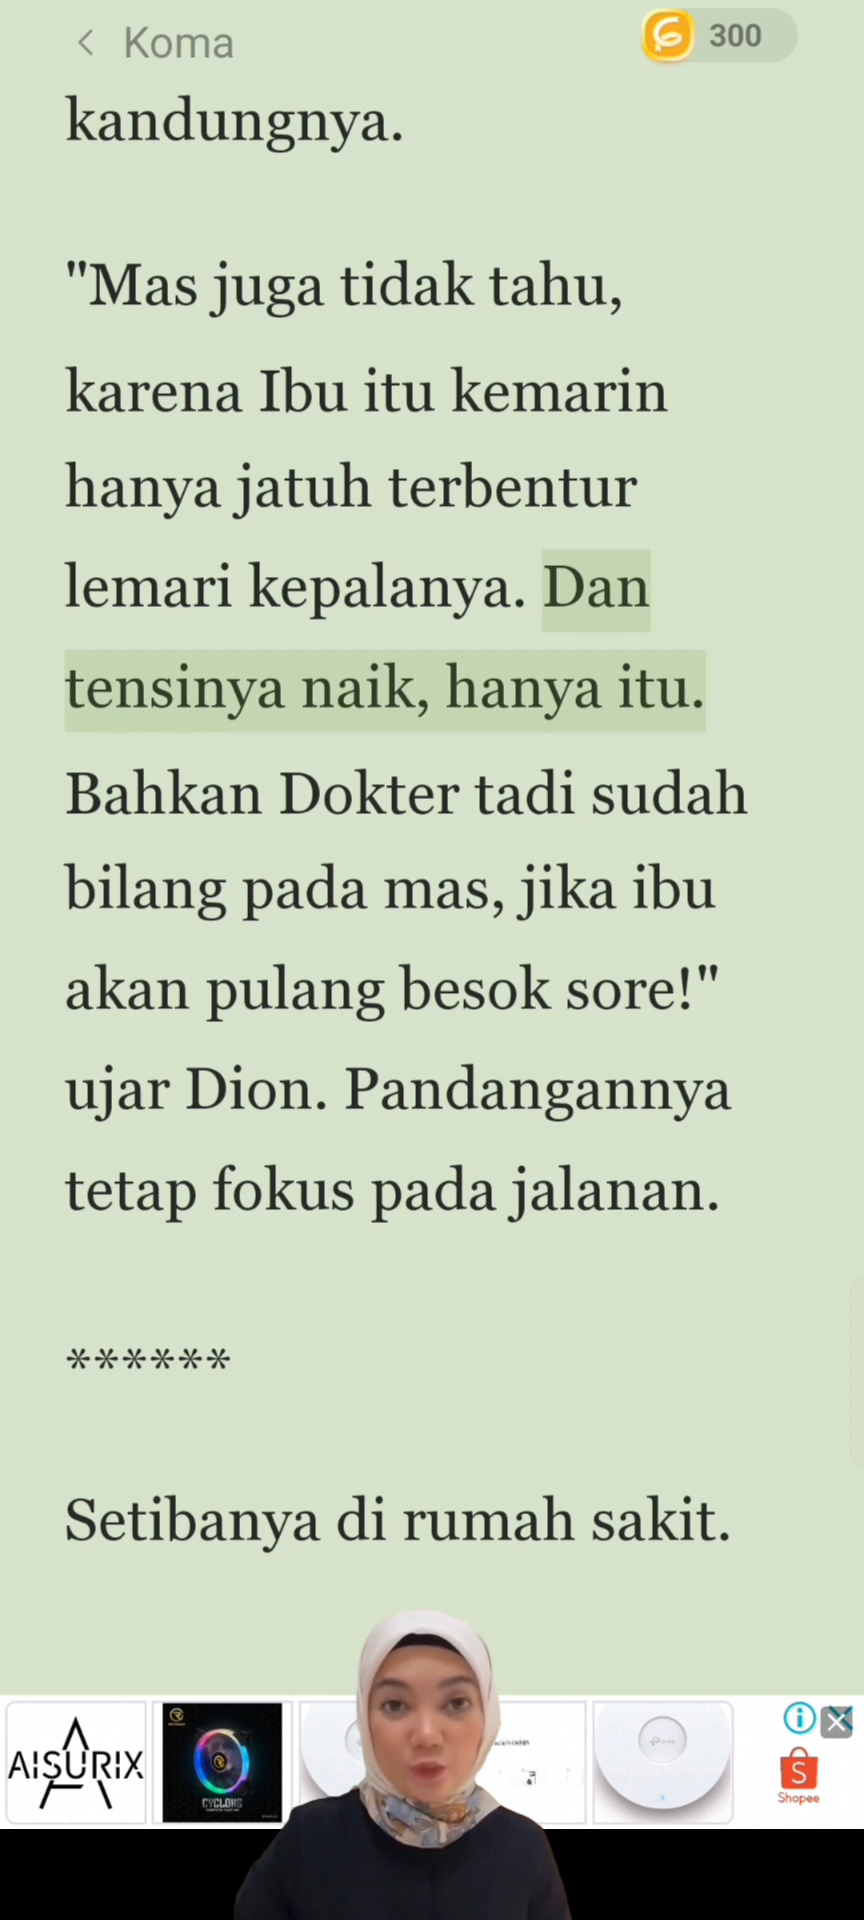 Koma
300
kandungnya.
"Mas juga tidak tahu,
karena Ibu itu kemarin
hanya jatuh terbentur
lemari kepalanya. Dan
tensinya naik, hanya itu.
Bahkan Dokter tadi sudah
bilang pada mas, jika ibu
akan pulang besok sore!"
ujar Dion. Pandangannya
tetap fokus pada jalanan.
******
Setibanya di rumah sakit.
AISURIX
CYCLONE
Shopee